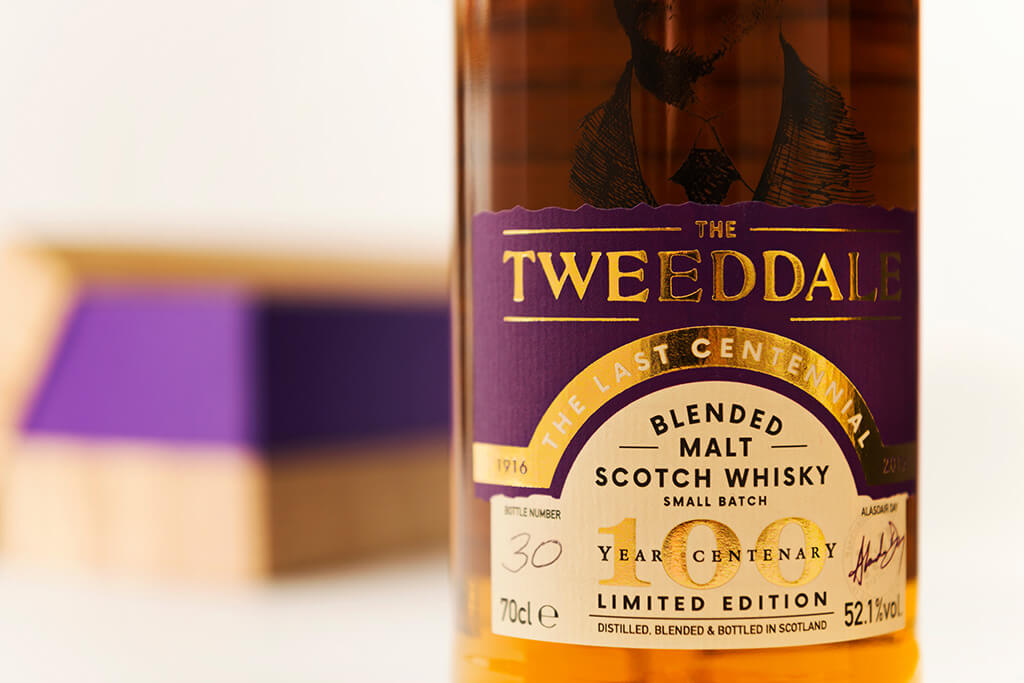 THE
TWEEDDALE
THE LAST CENTENNIAL
1916
BLENDED
MALT
SCOTCH WHISKY
SMALL BATCH
BOTTLE NUMBER
30
100
YEAR CENTENARY
ALASDAIR DAY
LIMITED EDITION
70cl e
52.1%vol.
DISTILLED, BLENDED & BOTTLED IN SCOTLAND